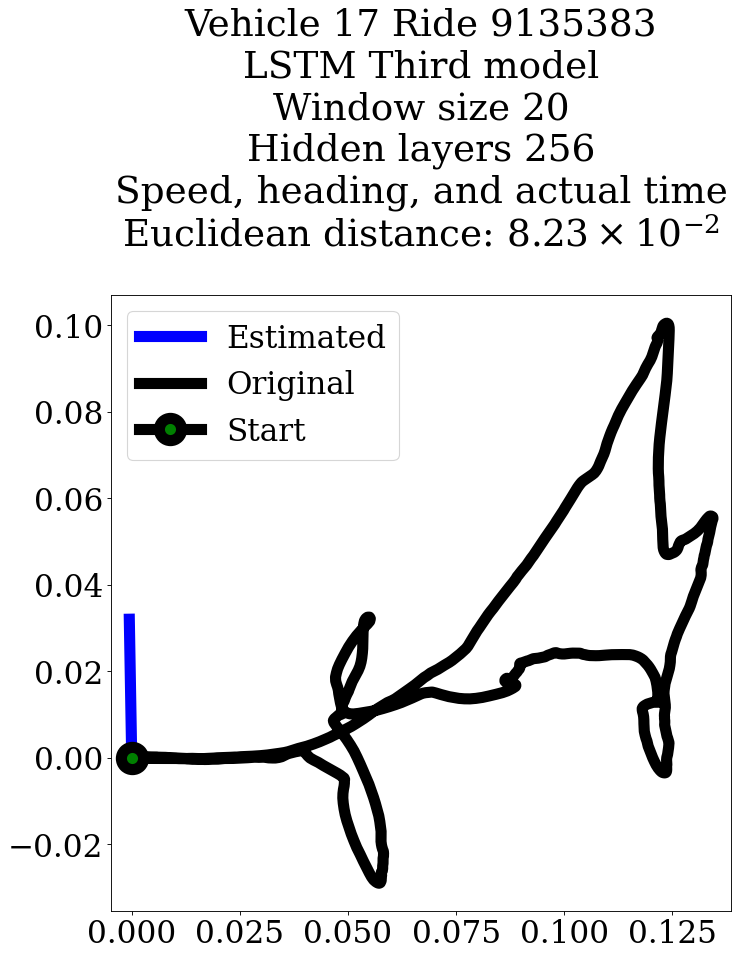 Vehicle 17 Ride 9135383
LSTM Third model
Window size 20
Hidden layers 256
Speed, heading, and actual time
Euclidean distance: 8.23 × 10⁻²
Estimated
Original
Start
0.10
0.08
0.06
0.04
0.02
0.00
−0.02
0.000 0.025 0.050 0.075 0.100 0.125